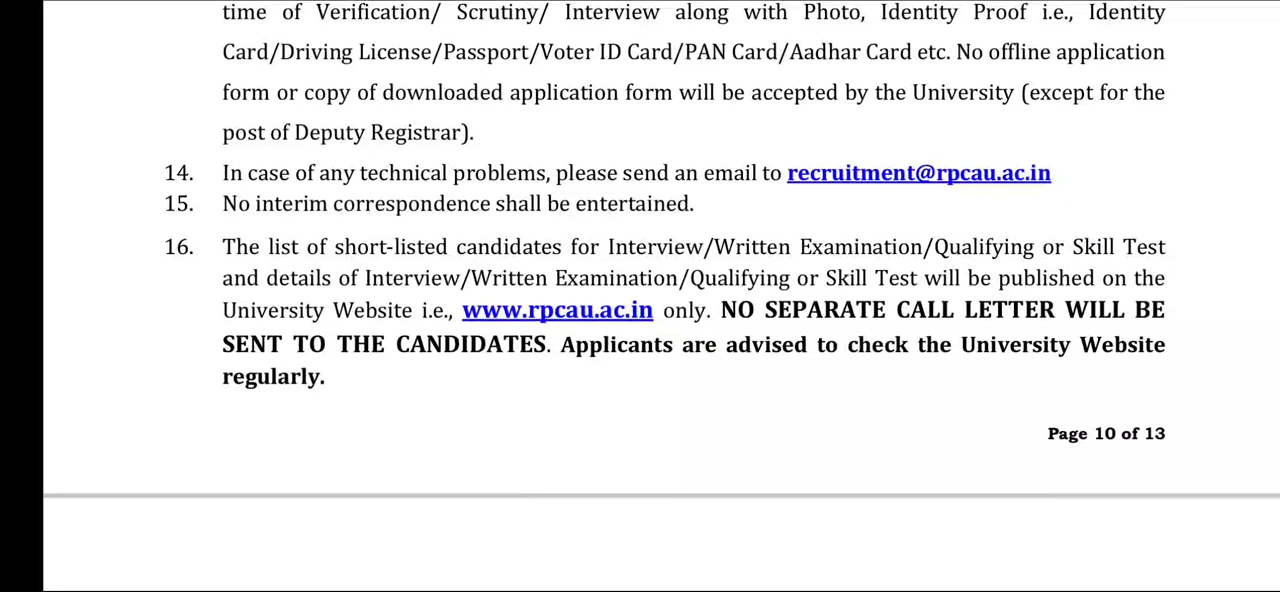 time of Verification/ Scrutiny/ Interview along with Photo, Identity Proof i.e., Identity
Card/Driving License/Passport/Voter ID Card/PAN Card/Aadhar Card etc. No offline application
form or copy of downloaded application form will be accepted by the University (except for the
post of Deputy Registrar).
14. In case of any technical problems, please send an email to recruitment@rpcau.ac.in
15. No interim correspondence shall be entertained.
16. The list of short-listed candidates for Interview/Written Examination/Qualifying or Skill Test
and details of Interview/Written Examination/Qualifying or Skill Test will be published on the
University Website i.e., www.rpcau.ac.in only. NO SEPARATE CALL LETTER WILL BE
SENT TO THE CANDIDATES. Applicants are advised to check the University Website
regularly.
Page 10 of 13